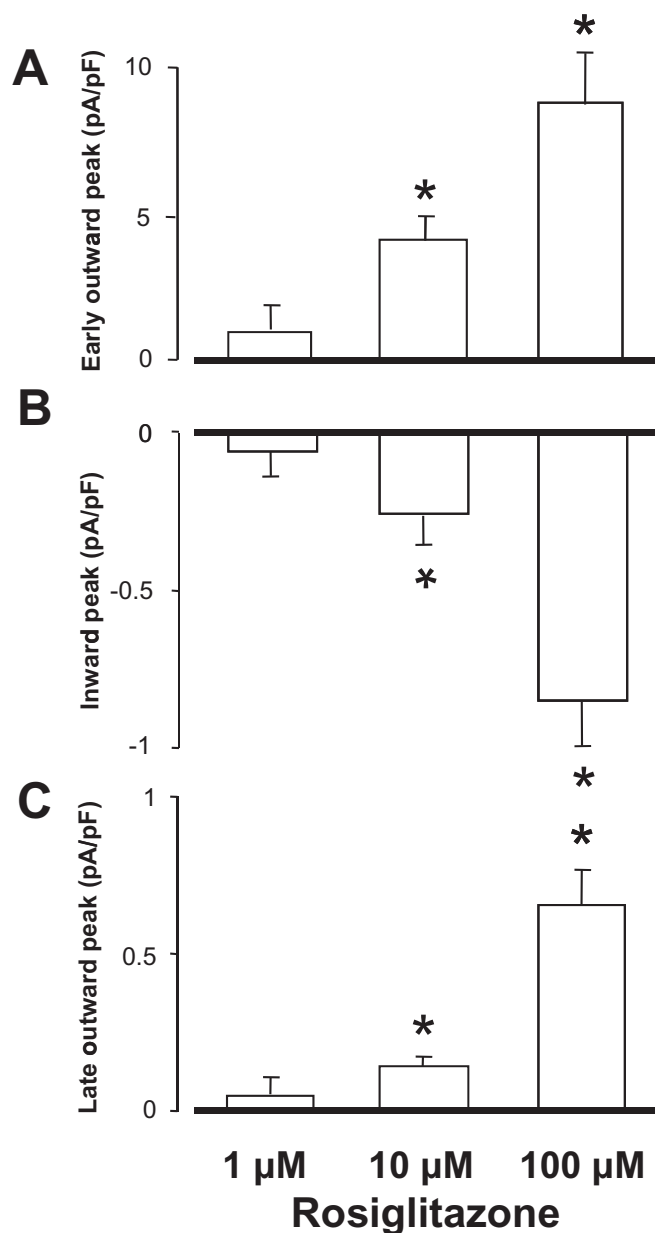 A
Early outward peak (pA/pF)
10
5
0
*
*
B
Inward peak (pA/pF)
0
-0.5
-1
*
*
C
Late outward peak (pA/pF)
1
0.5
0
*
*
1 µM 10 µM 100 µM
Rosiglitazone